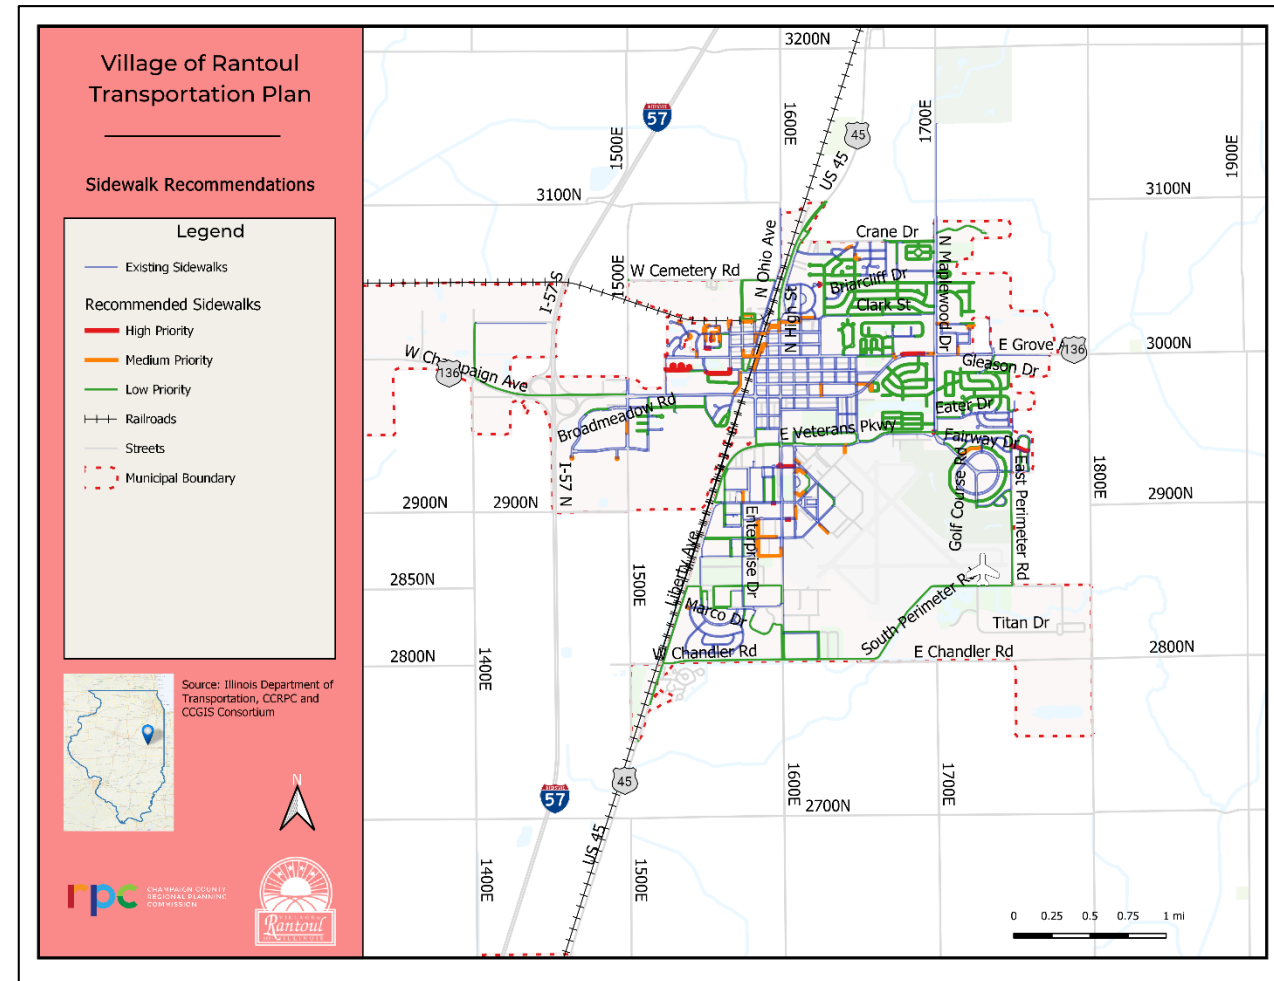 Village of Rantoul
Transportation Plan
Sidewalk Recommendations
Legend
Existing Sidewalks
Recommended Sidewalks
High Priority
Medium Priority
Low Priority
Railroads
Streets
Municipal Boundary
Source: Illinois Department of
Transportation, CCRPC and
CCGIS Consortium
N
rpc
CHAMPAIGN COUNTY
REGIONAL PLANNING
COMMISSION
VILLAGE
Rantoul
ILLINOIS
3200N
57
1500E
1600E
45
US 45
1700E
1900E
3100N
3100N
N Ohio Ave
Crane Dr
N Maplewood Dr
W Cemetery Rd
1500E
I-57 S
Briarcliff Dr
N High St
Clark St
E Grove A
136
3000N
W Champaign Ave
136
Gleason Dr
Eater Dr
Broadmeadow Rd
E Veterans Pkwy
Fairway Dr
I-57 N
Golf Course Rd
East Perimeter Rd
1800E
2900N
2900N
2900N
Enterprise Dr
Liberty Ave
2850N
1500E
Marco Dr
South Perimeter R
Titan Dr
W Chandler Rd
E Chandler Rd
2800N
2800N
1400E
45
57
1600E
1700E
2700N
US 45
1400E
1500E
0 0.25 0.5 0.75 1 mi